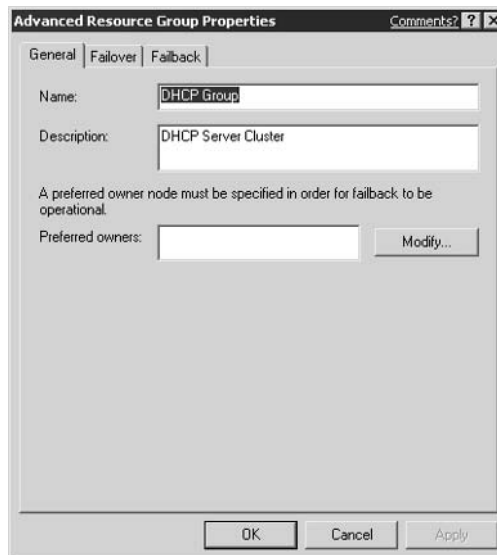 Advanced Resource Group Properties Comments? ? X
General Failover Failback
Name: DHCP Group
Description: DHCP Server Cluster
A preferred owner node must be specified in order for failback to be
operational.
Preferred owners: Modify...
OK Cancel Apply